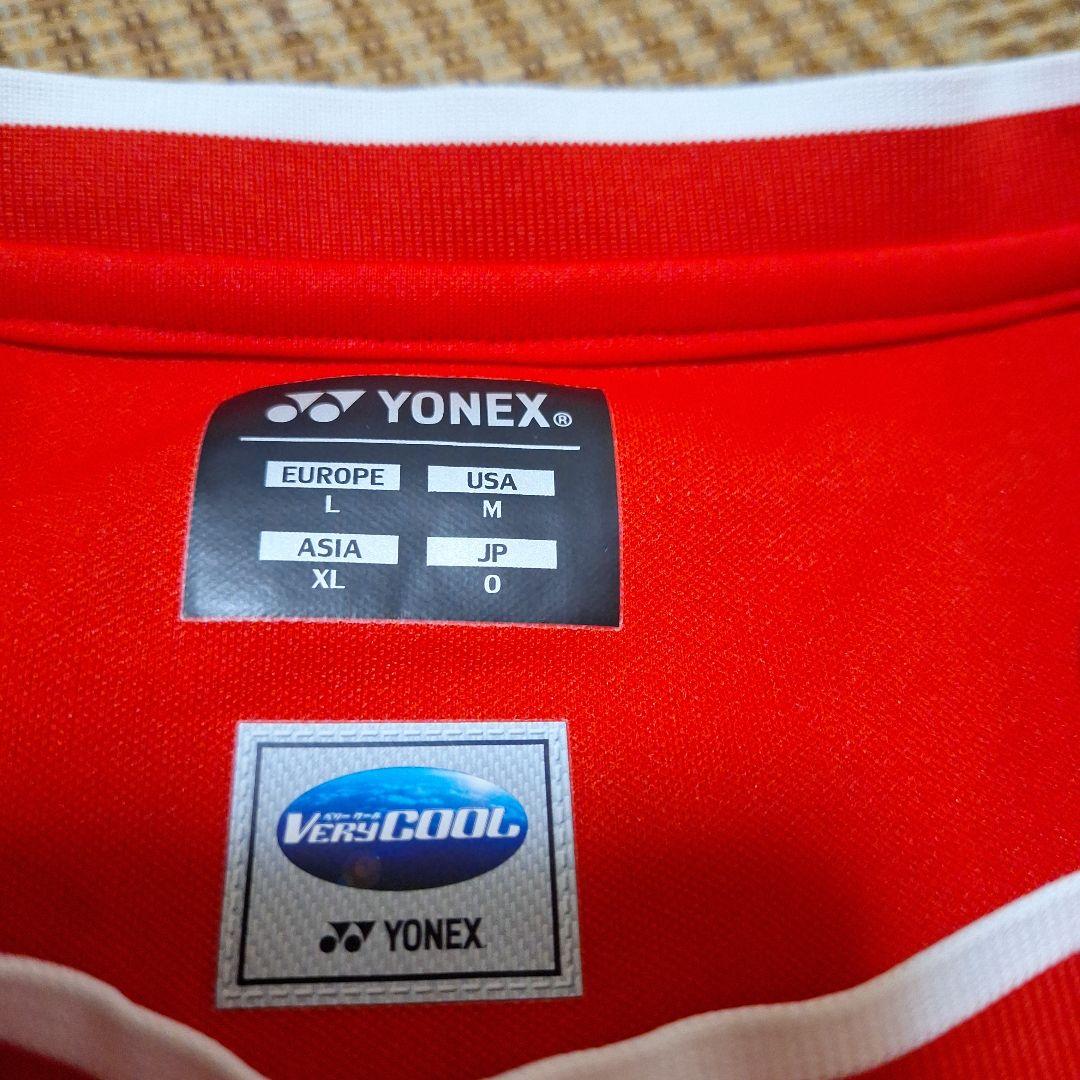 YONEX®
EUROPE USA
L M
ASIA JP
XL O
ベリー クール
VERYCOOL
YONEX